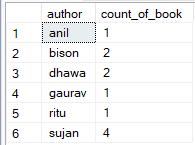 author count_of_book
1 anil 1
2 bison 2
3 dhawa 2
4 gaurav 1
5 ritu 1
6 sujan 4